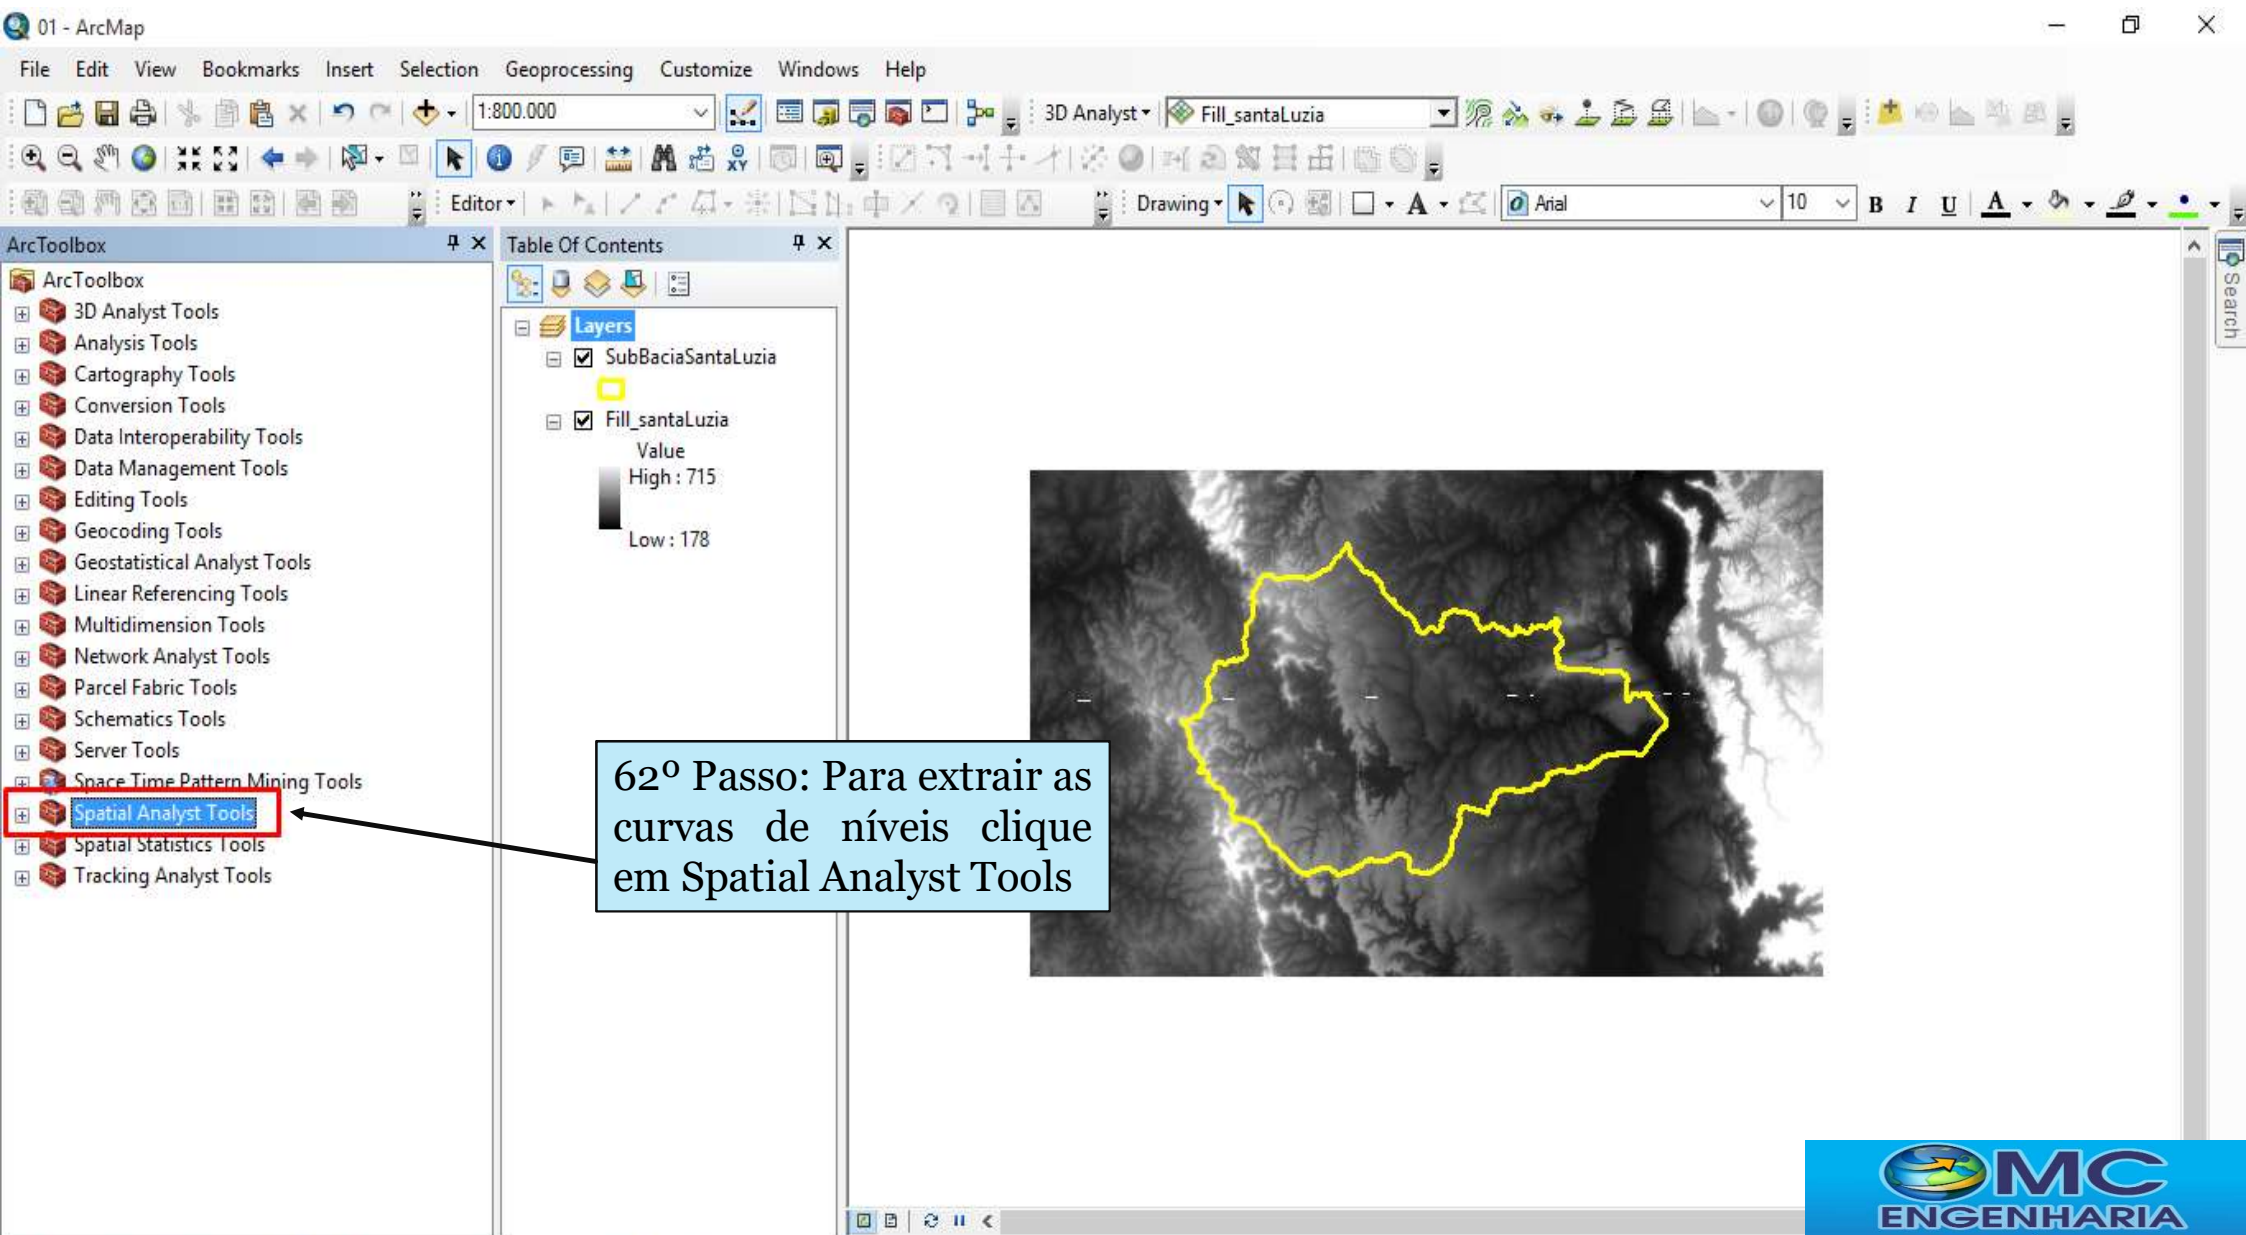 01 - ArcMap
File Edit View Bookmarks Insert Selection Geoprocessing Customize Windows Help
1:800.000 3D Analyst Fill_santaLuzia
XY
Editor Drawing A Arial 10 B I U A
ArcToolbox
Table Of Contents
Search
ArcToolbox
3D Analyst Tools
Analysis Tools
Cartography Tools
Conversion Tools
Data Interoperability Tools
Data Management Tools
Editing Tools
Geocoding Tools
Geostatistical Analyst Tools
Linear Referencing Tools
Multidimension Tools
Network Analyst Tools
Parcel Fabric Tools
Schematics Tools
Server Tools
Space Time Pattern Mining Tools
Spatial Analyst Tools
Spatial Statistics Tools
Tracking Analyst Tools
Layers
SubBaciaSantaLuzia
Fill_santaLuzia
Value
High : 715
Low : 178
62º Passo: Para extrair as
curvas de níveis clique
em Spatial Analyst Tools
MC
ENGENHARIA